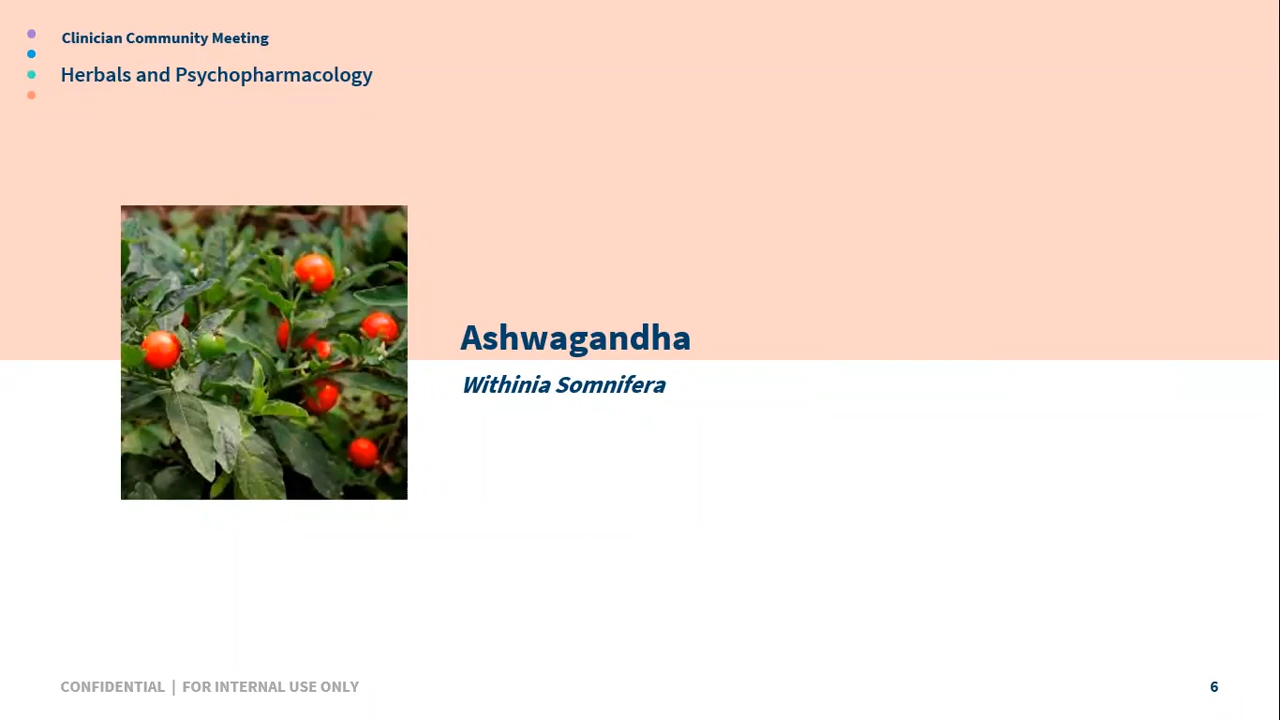 Clinician Community Meeting
Herbals and Psychopharmacology
Ashwagandha
Withinia Somnifera
CONFIDENTIAL | FOR INTERNAL USE ONLY
6